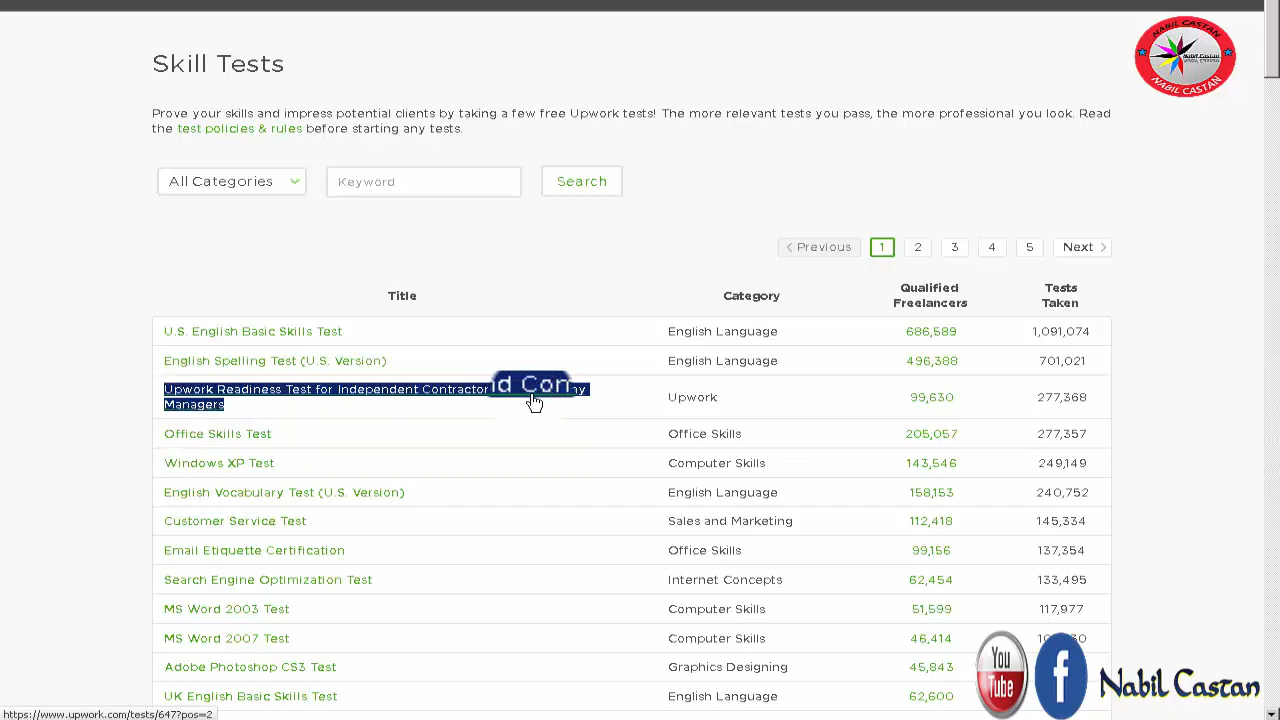 NABIL CASTAN
Nabil Castan
NABIL CASTAN
Skill Tests
Prove your skills and impress potential clients by taking a few free Upwork tests! The more relevant tests you pass, the more professional you look. Read
the test policies & rules before starting any tests.
All Categories Keyword Search
Previous 1 2 3 4 5 Next
Title Category Qualified Freelancers Tests Taken
U.S. English Basic Skills Test English Language 686,589 1,091,074
English Spelling Test (U.S. Version) English Language 496,388 701,021
Upwork Readiness Test for Independent Contractor nd Com ny
Managers Upwork 99,630 277,368
Office Skills Test Office Skills 205,057 277,357
Windows XP Test Computer Skills 143,546 249,149
English Vocabulary Test (U.S. Version) English Language 158,153 240,752
Customer Service Test Sales and Marketing 112,418 145,334
Email Etiquette Certification Office Skills 99,156 137,354
Search Engine Optimization Test Internet Concepts 62,454 133,495
MS Word 2003 Test Computer Skills 51,599 117,977
MS Word 2007 Test Computer Skills 46,414
Adobe Photoshop CS3 Test Graphics Designing 45,843
UK English Basic Skills Test English Language 62,600
You
Tube
f
Nabil Castan
https://www.upwork.com/tests/647?pos=2